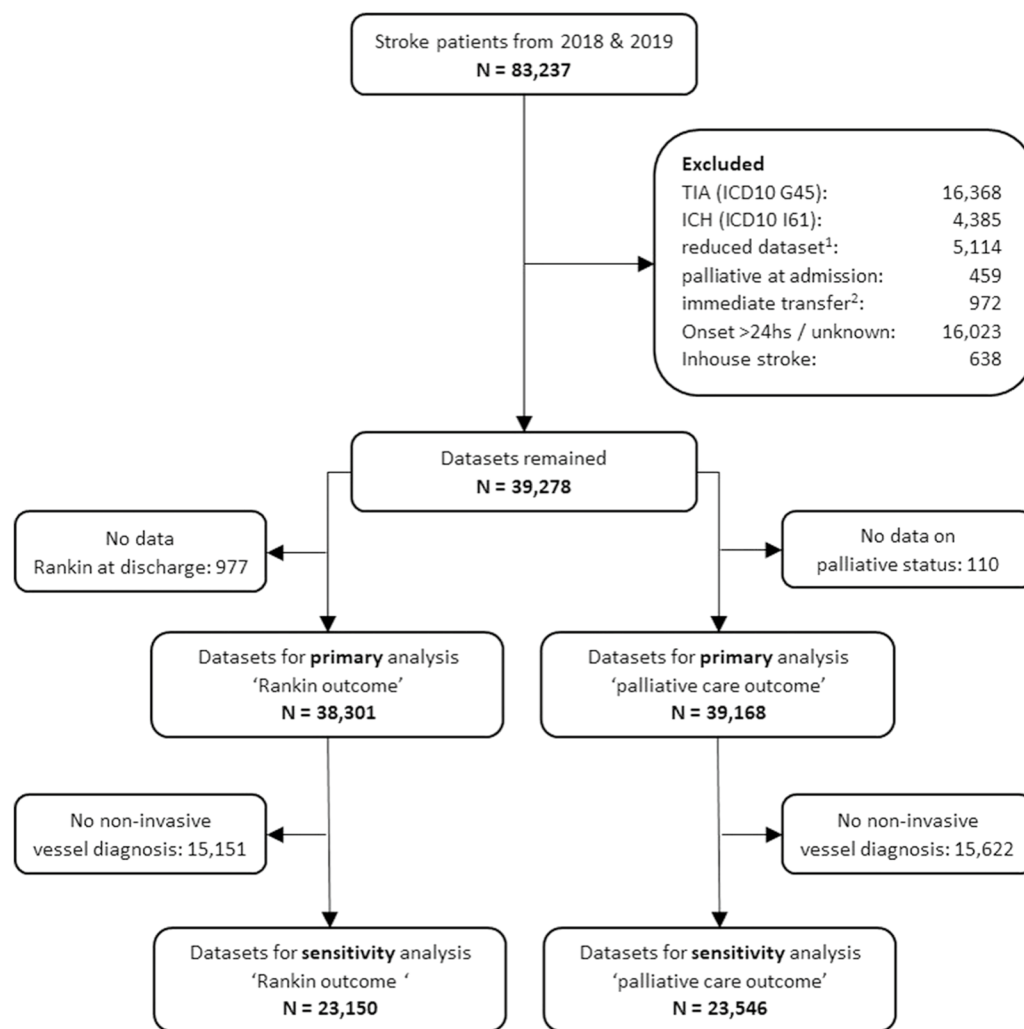 Stroke patients from 2018 & 2019
N = 83,237
Excluded
TIA (ICD10 G45): 16,368
ICH (ICD10 I61): 4,385
reduced dataset¹: 5,114
palliative at admission: 459
immediate transfer²: 972
Onset >24hs / unknown: 16,023
Inhouse stroke: 638
Datasets remained
N = 39,278
No data
Rankin at discharge: 977
No data on
palliative status: 110
Datasets for primary analysis
‘Rankin outcome’
N = 38,301
Datasets for primary analysis
‘palliative care outcome’
N = 39,168
No non-invasive
vessel diagnosis: 15,151
No non-invasive
vessel diagnosis: 15,622
Datasets for sensitivity analysis
‘Rankin outcome ‘
N = 23,150
Datasets for sensitivity analysis
‘palliative care outcome’
N = 23,546